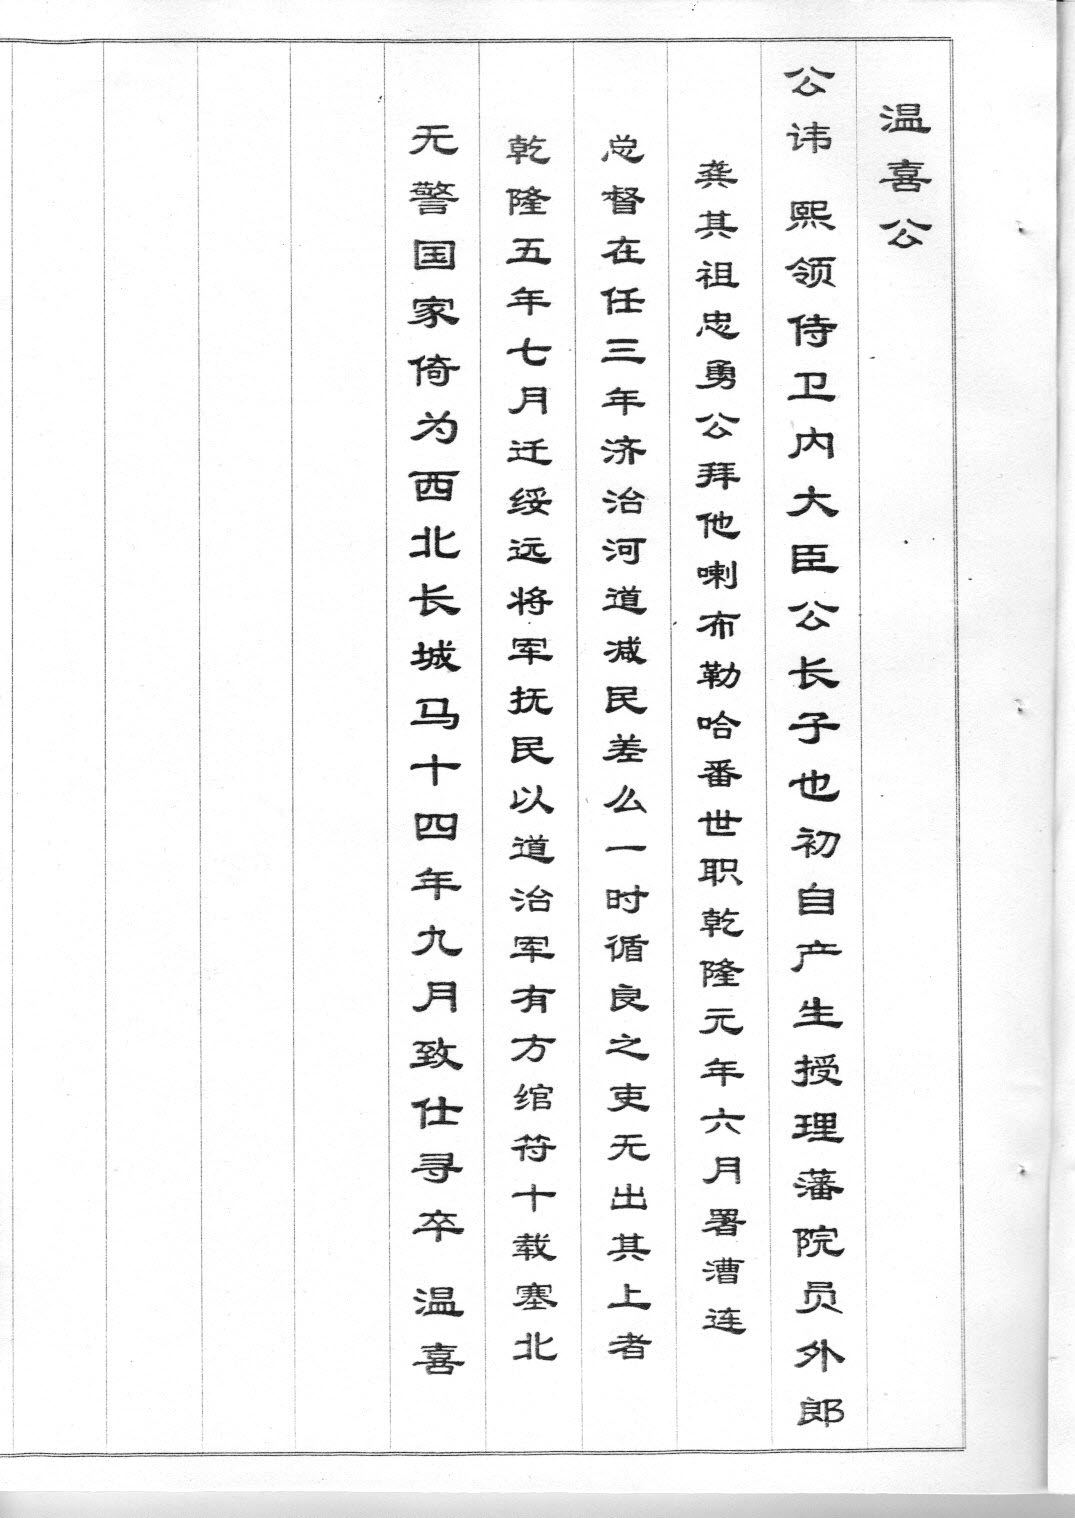 温喜公
公讳熙领侍卫内大臣公长子也初自产生授理藩院员外郎
龚其祖忠勇公拜他喇布勒哈番世职乾隆元年六月署漕连
总督在任三年济治河道减民差么一时循良之吏无出其上者
乾隆五年七月迁绥远将军抚民以道治军有方绾符十载塞北
无警国家倚为西北长城马十四年九月致仕寻卒 温喜